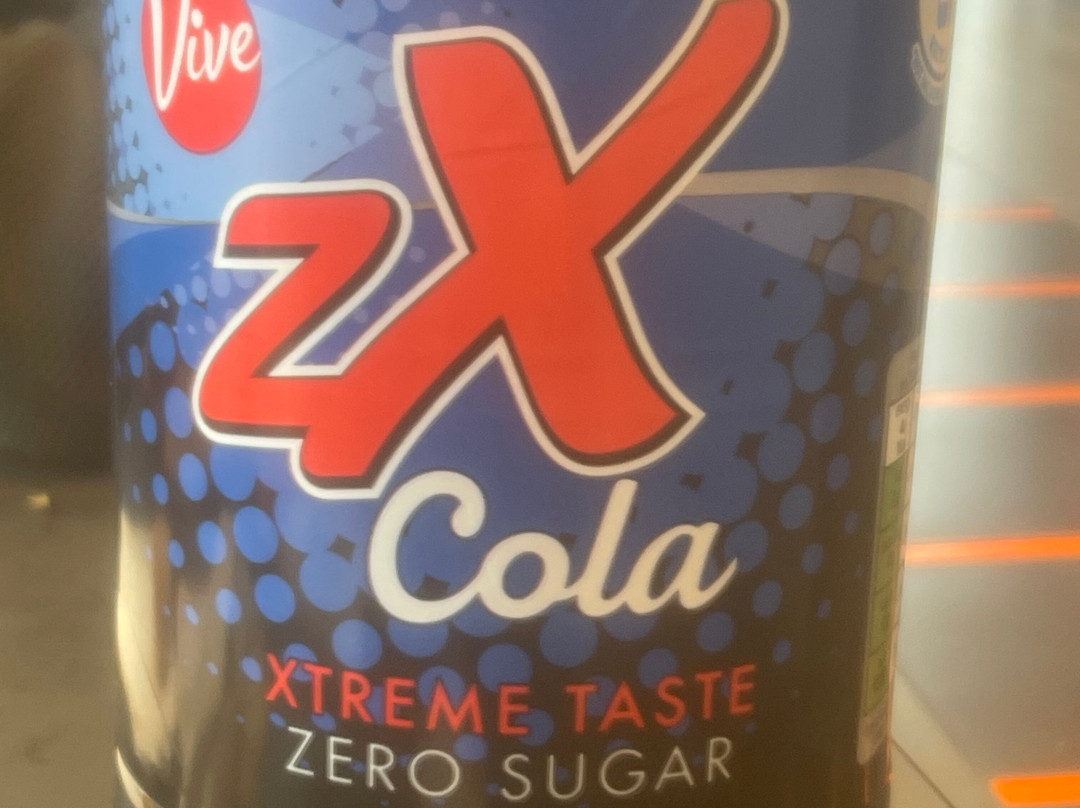 Vive
zX
Cola
XTREME TASTE
ZERO SUGAR